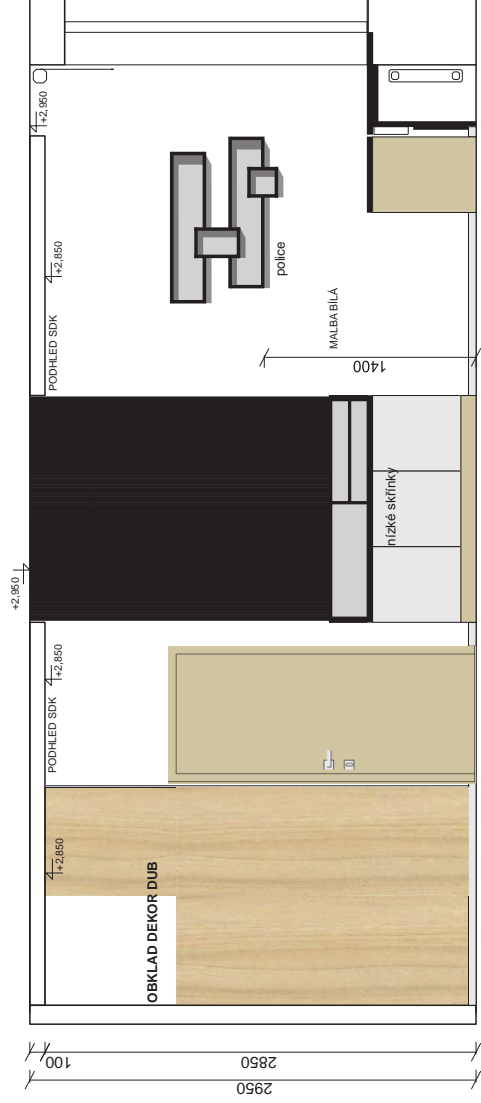 OBKLAD DEKOR DUB
+2,850
PODHLED SDK
+2,850
+2,950
nízké skříňky
PODHLED SDK
+2,850
+2,950
police
MALBA BÍLÁ
1400
100
2850
2950